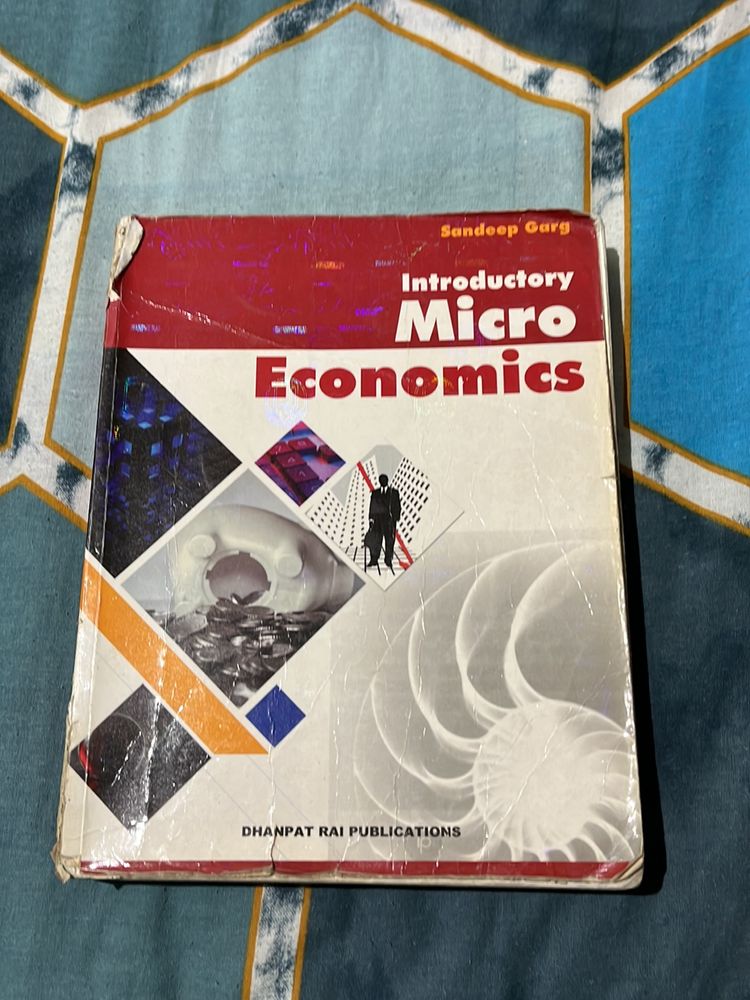 Sandeep Garg
Introductory
Micro
Economics
DHANPAT RAI PUBLICATIONS